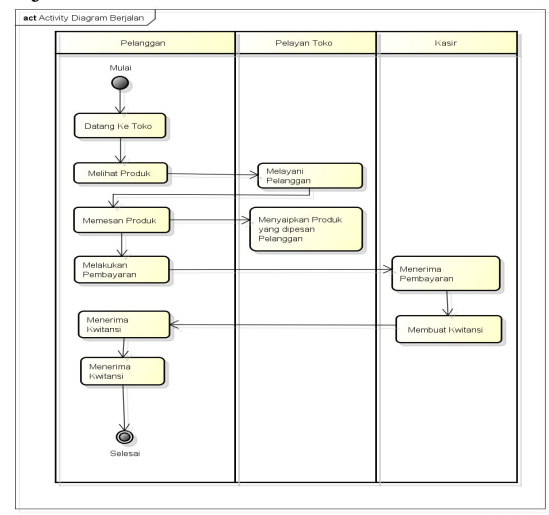 act Activity Diagram Berjalan
Pelanggan
Pelayan Toko
Kasir
Mulai
Datang Ke Toko
Melihat Produk
Melayani
Pelanggan
Memesan Produk
Menyaipkan Produk
yang dipesan
Pelanggan
Melakukan
Pembayaran
Menerima
Pembayaran
Menerima
Kwitansi
Membuat Kwitansi
Menerima
Kwitansi
Selesai